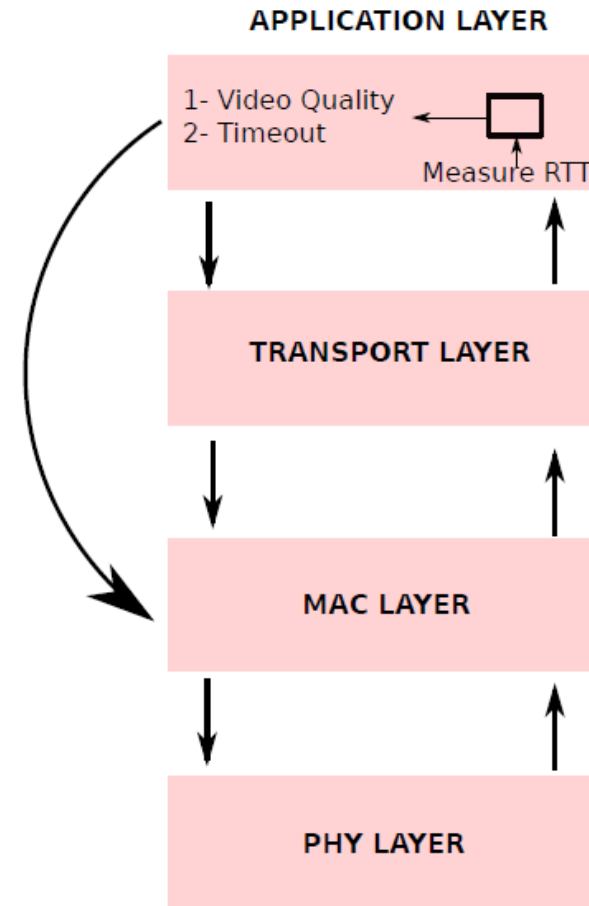 APPLICATION LAYER
1- Video Quality
2- Timeout
Measure RTT
TRANSPORT LAYER
MAC LAYER
PHY LAYER